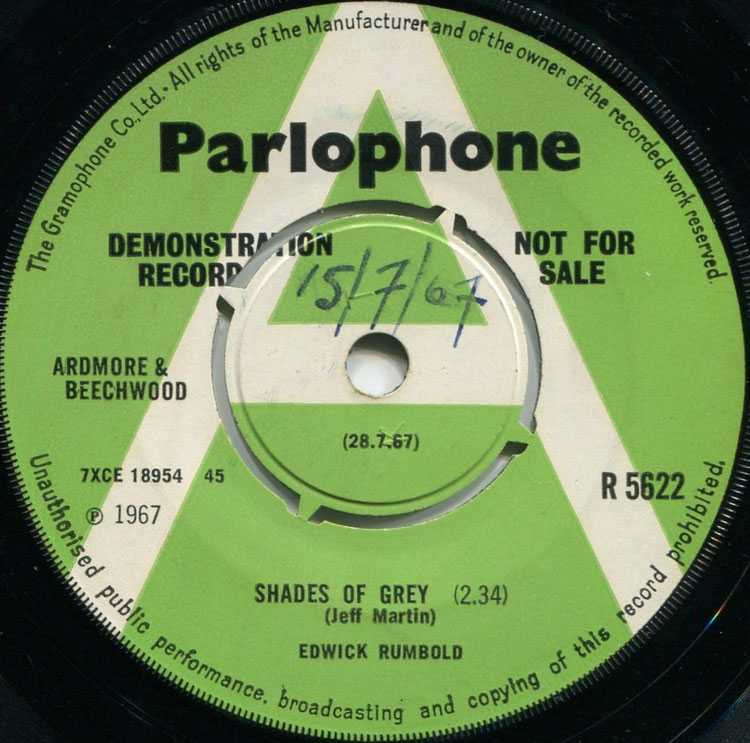 The Gramophone Co., Ltd. · All rights of the Manufacturer and of the owner of the recorded work reserved.
Parlophone
DEMONSTRATION
RECORD
NOT FOR
SALE
15/7/67
ARDMORE &
BEECHWOOD
(28.7.67)
7XCE 18954 45
R 5622
℗ 1967
SHADES OF GREY (2.34)
(Jeff Martin)
EDWICK RUMBOLD
Unauthorised public performance, broadcasting and copying of this record prohibited.